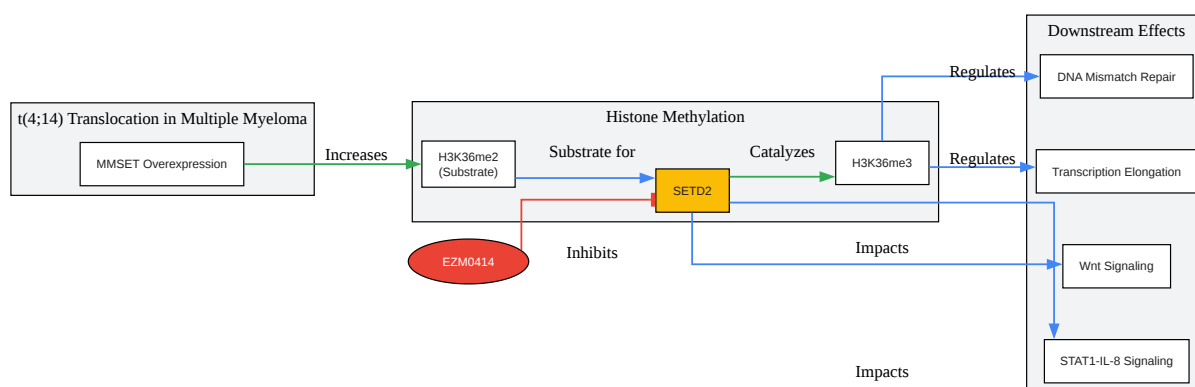 Downstream Effects
Regulates
DNA Mismatch Repair
t(4;14) Translocation in Multiple Myeloma
Histone Methylation
MMSET Overexpression
Increases
H3K36me2
(Substrate)
Substrate for
Catalyzes
H3K36me3
Regulates
Transcription Elongation
SETD2
EZM0414
Inhibits
Impacts
Wnt Signaling
STAT1-IL-8 Signaling
Impacts